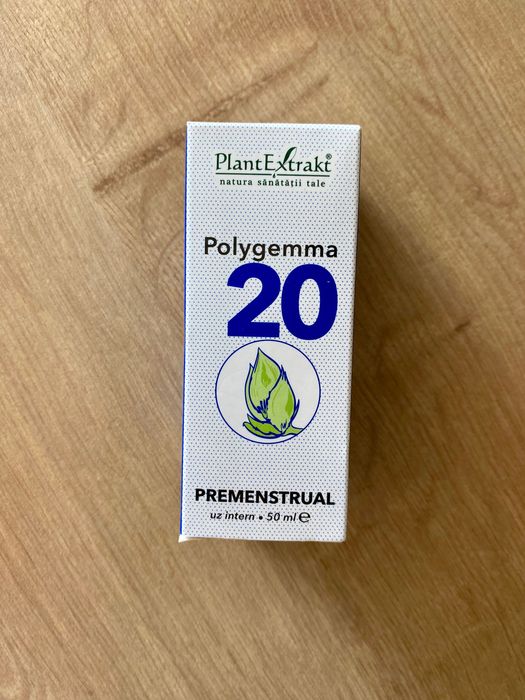 PlantExtrakt®
natura sănătății tale
Polygemma
20
PREMENSTRUAL
uz intern • 50 ml ℮